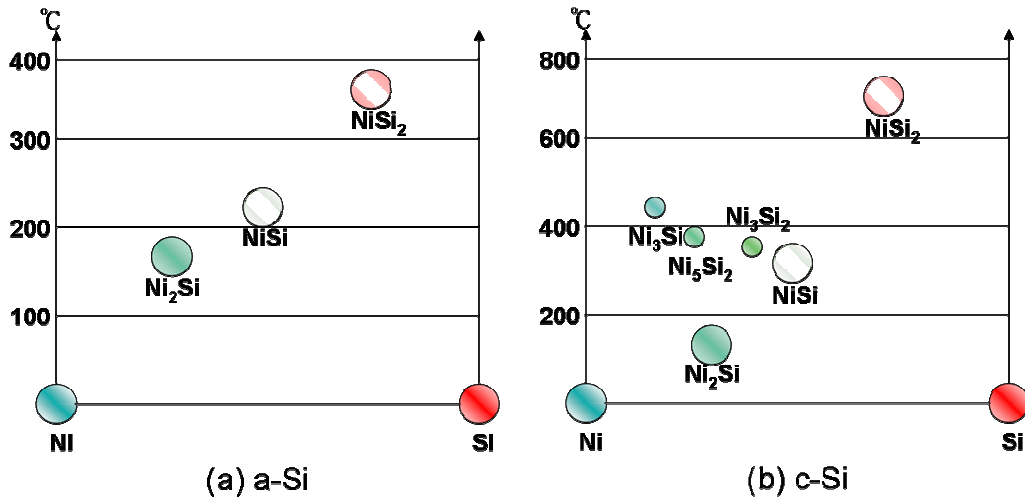 °C
400
300
200
100
NiSi₂
NiSi
Ni₂Si
NI
SI
(a) a-Si
°C
800
600
400
200
NiSi₂
Ni₃Si
Ni₃Si₂
Ni₅Si₂
NiSi
Ni₂Si
Ni
Si
(b) c-Si